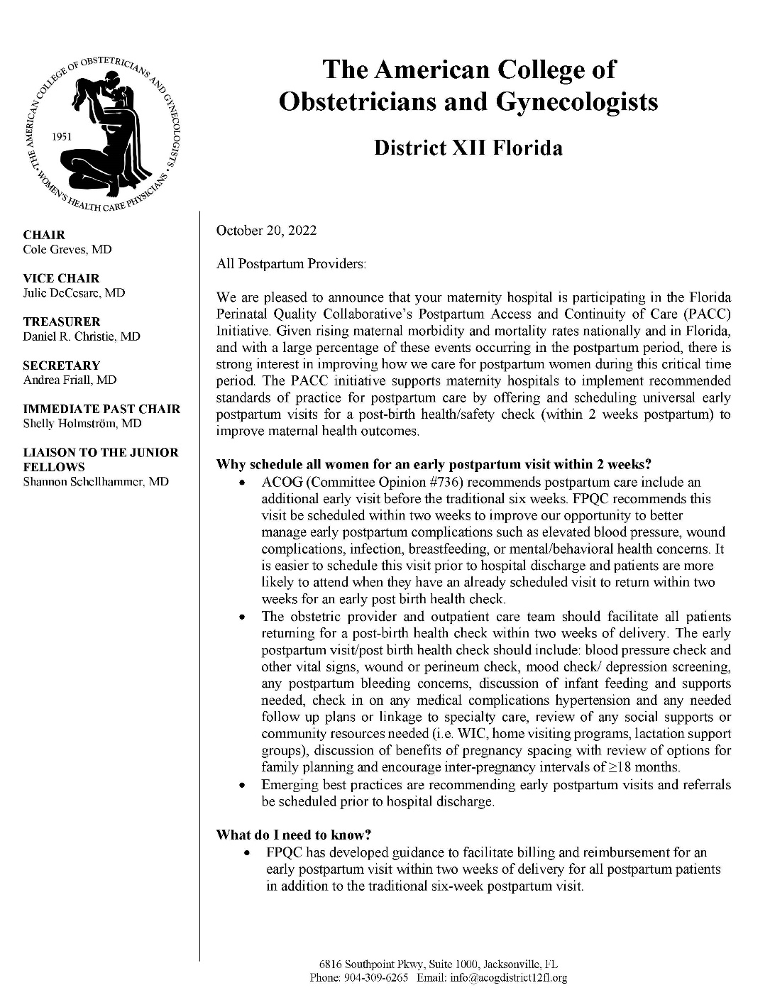 THE AMERICAN COLLEGE OF OBSTETRICIANS AND GYNECOLOGISTS
• WOMEN'S HEALTH CARE PHYSICIANS •
1951
The American College of
Obstetricians and Gynecologists
District XII Florida
CHAIR
Cole Greves, MD
VICE CHAIR
Julie DeCesare, MD
TREASURER
Daniel R. Christie, MD
SECRETARY
Andrea Friall, MD
IMMEDIATE PAST CHAIR
Shelly Holmström, MD
LIAISON TO THE JUNIOR
FELLOWS
Shannon Schellhammer, MD
October 20, 2022
All Postpartum Providers:
We are pleased to announce that your maternity hospital is participating in the Florida
Perinatal Quality Collaborative's Postpartum Access and Continuity of Care (PACC)
Initiative. Given rising maternal morbidity and mortality rates nationally and in Florida,
and with a large percentage of these events occurring in the postpartum period, there is
strong interest in improving how we care for postpartum women during this critical time
period. The PACC initiative supports maternity hospitals to implement recommended
standards of practice for postpartum care by offering and scheduling universal early
postpartum visits for a post-birth health/safety check (within 2 weeks postpartum) to
improve maternal health outcomes.
Why schedule all women for an early postpartum visit within 2 weeks?
• ACOG (Committee Opinion #736) recommends postpartum care include an
additional early visit before the traditional six weeks. FPQC recommends this
visit be scheduled within two weeks to improve our opportunity to better
manage early postpartum complications such as elevated blood pressure, wound
complications, infection, breastfeeding, or mental/behavioral health concerns. It
is easier to schedule this visit prior to hospital discharge and patients are more
likely to attend when they have an already scheduled visit to return within two
weeks for an early post birth health check.
• The obstetric provider and outpatient care team should facilitate all patients
returning for a post-birth health check within two weeks of delivery. The early
postpartum visit/post birth health check should include: blood pressure check and
other vital signs, wound or perineum check, mood check/ depression screening,
any postpartum bleeding concerns, discussion of infant feeding and supports
needed, check in on any medical complications hypertension and any needed
follow up plans or linkage to specialty care, review of any social supports or
community resources needed (i.e. WIC, home visiting programs, lactation support
groups), discussion of benefits of pregnancy spacing with review of options for
family planning and encourage inter-pregnancy intervals of ≥18 months.
• Emerging best practices are recommending early postpartum visits and referrals
be scheduled prior to hospital discharge.
What do I need to know?
• FPQC has developed guidance to facilitate billing and reimbursement for an
early postpartum visit within two weeks of delivery for all postpartum patients
in addition to the traditional six-week postpartum visit.
6816 Southpoint Pkwy, Suite 1000, Jacksonville, FL
Phone: 904-309-6265 Email: info@acogdistrict12fl.org